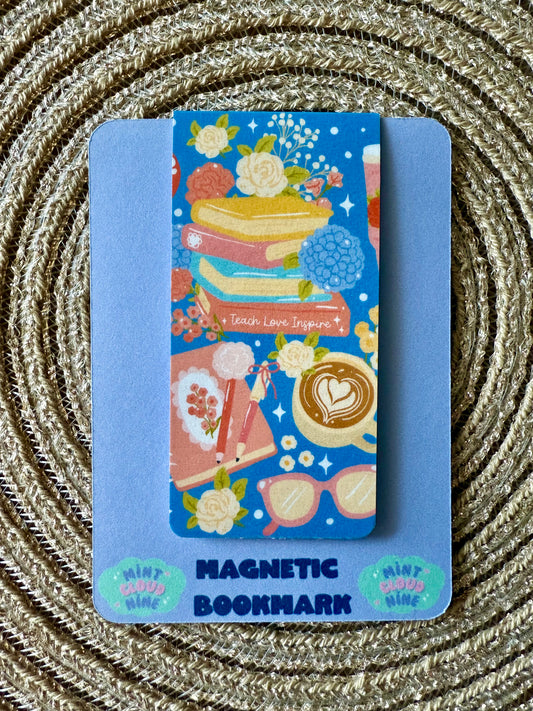 Teach Love Inspire
MAGNETIC
BOOKMARK
MiNT
CLOUD
NiNE
MiNT
CLOUD
NiNE